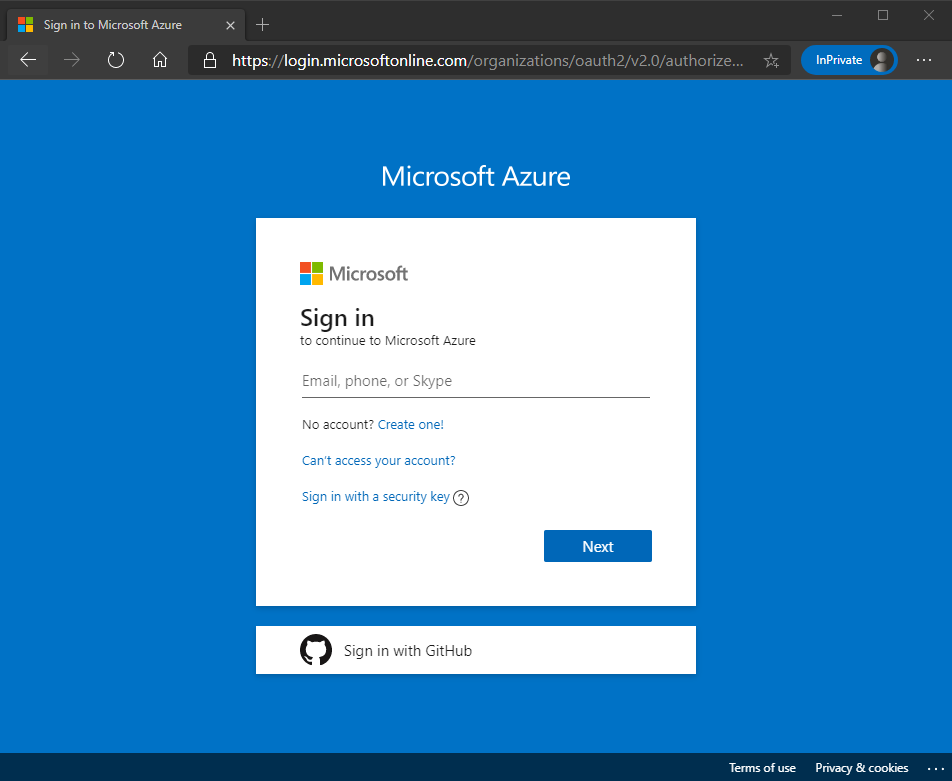 Sign in to Microsoft Azure
https://login.microsoftonline.com/organizations/oauth2/v2.0/authorize...
InPrivate
Microsoft Azure
Microsoft
Sign in
to continue to Microsoft Azure
Email, phone, or Skype
No account? Create one!
Can't access your account?
Sign in with a security key ?
Next
Sign in with GitHub
Terms of use Privacy & cookies ...